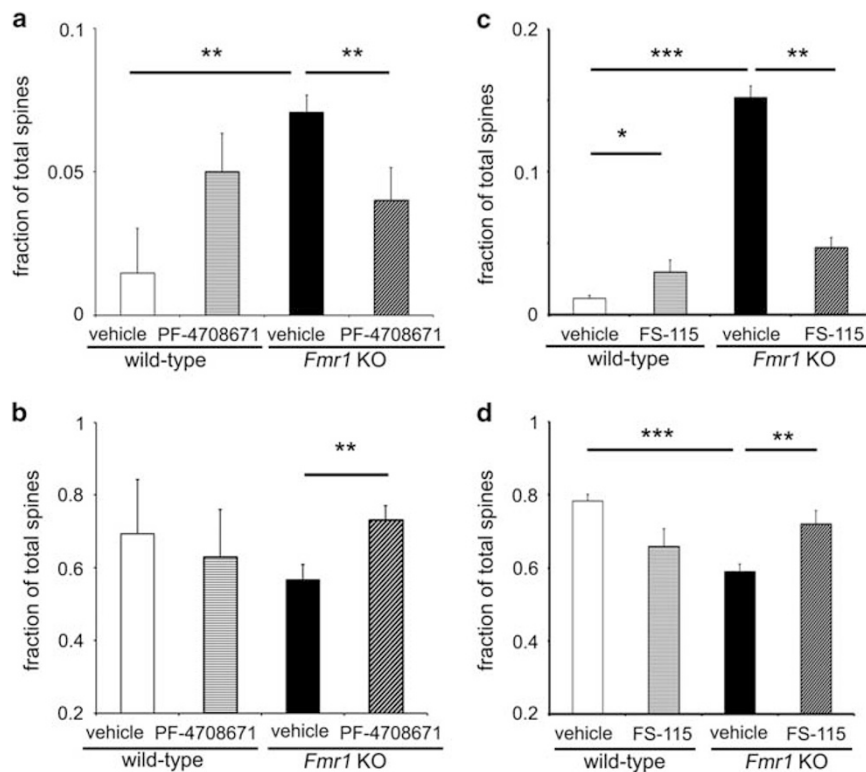 a
0.1
0.05
0
fraction of total spines
**
**
vehicle PF-4708671 vehicle PF-4708671
wild-type Fmr1 KO
c
0.2
0.1
0
fraction of total spines
***
**
*
vehicle FS-115 vehicle FS-115
wild-type Fmr1 KO
b
1
0.8
0.6
0.4
0.2
fraction of total spines
**
vehicle PF-4708671 vehicle PF-4708671
wild-type Fmr1 KO
d
1
0.8
0.6
0.4
0.2
fraction of total spines
***
**
vehicle FS-115 vehicle FS-115
wild-type Fmr1 KO